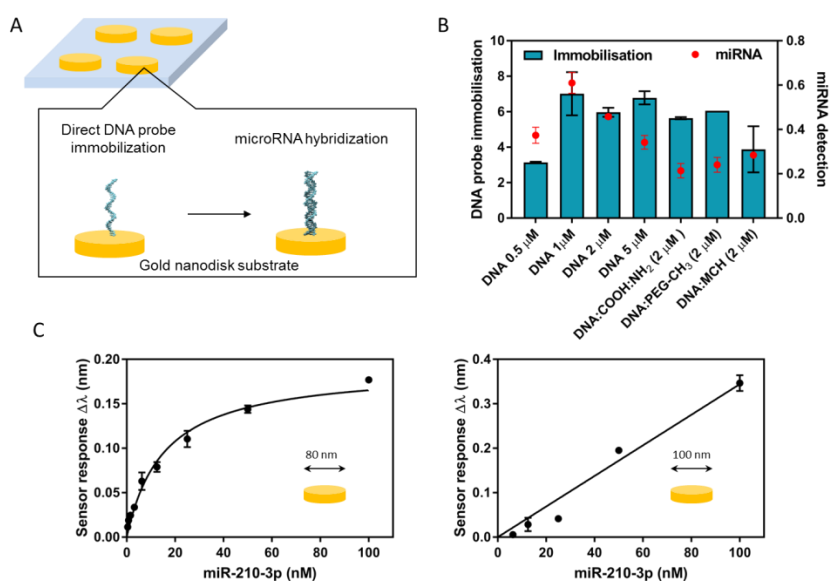 A
Direct DNA probe
immobilization
microRNA hybridization
Gold nanodisk substrate
B
Immobilisation
miRNA
DNA probe immobilisation
10
8
6
4
2
0
miRNA detection
0.8
0.6
0.4
0.2
0.0
DNA 0.5 μM
DNA 1μM
DNA 2 μM
DNA 5 μM
DNA:COOH:NH₂ (2 μM )
DNA:PEG-CH₃ (2 μM)
DNA:MCH (2 μM)
C
Sensor response Δλ (nm)
0.20
0.15
0.10
0.05
0.00
80 nm
0
20
40
60
80
100
miR-210-3p (nM)
Sensor response Δλ (nm)
0.4
0.3
0.2
0.1
0.0
100 nm
0
20
40
60
80
100
miR-210-3p (nM)